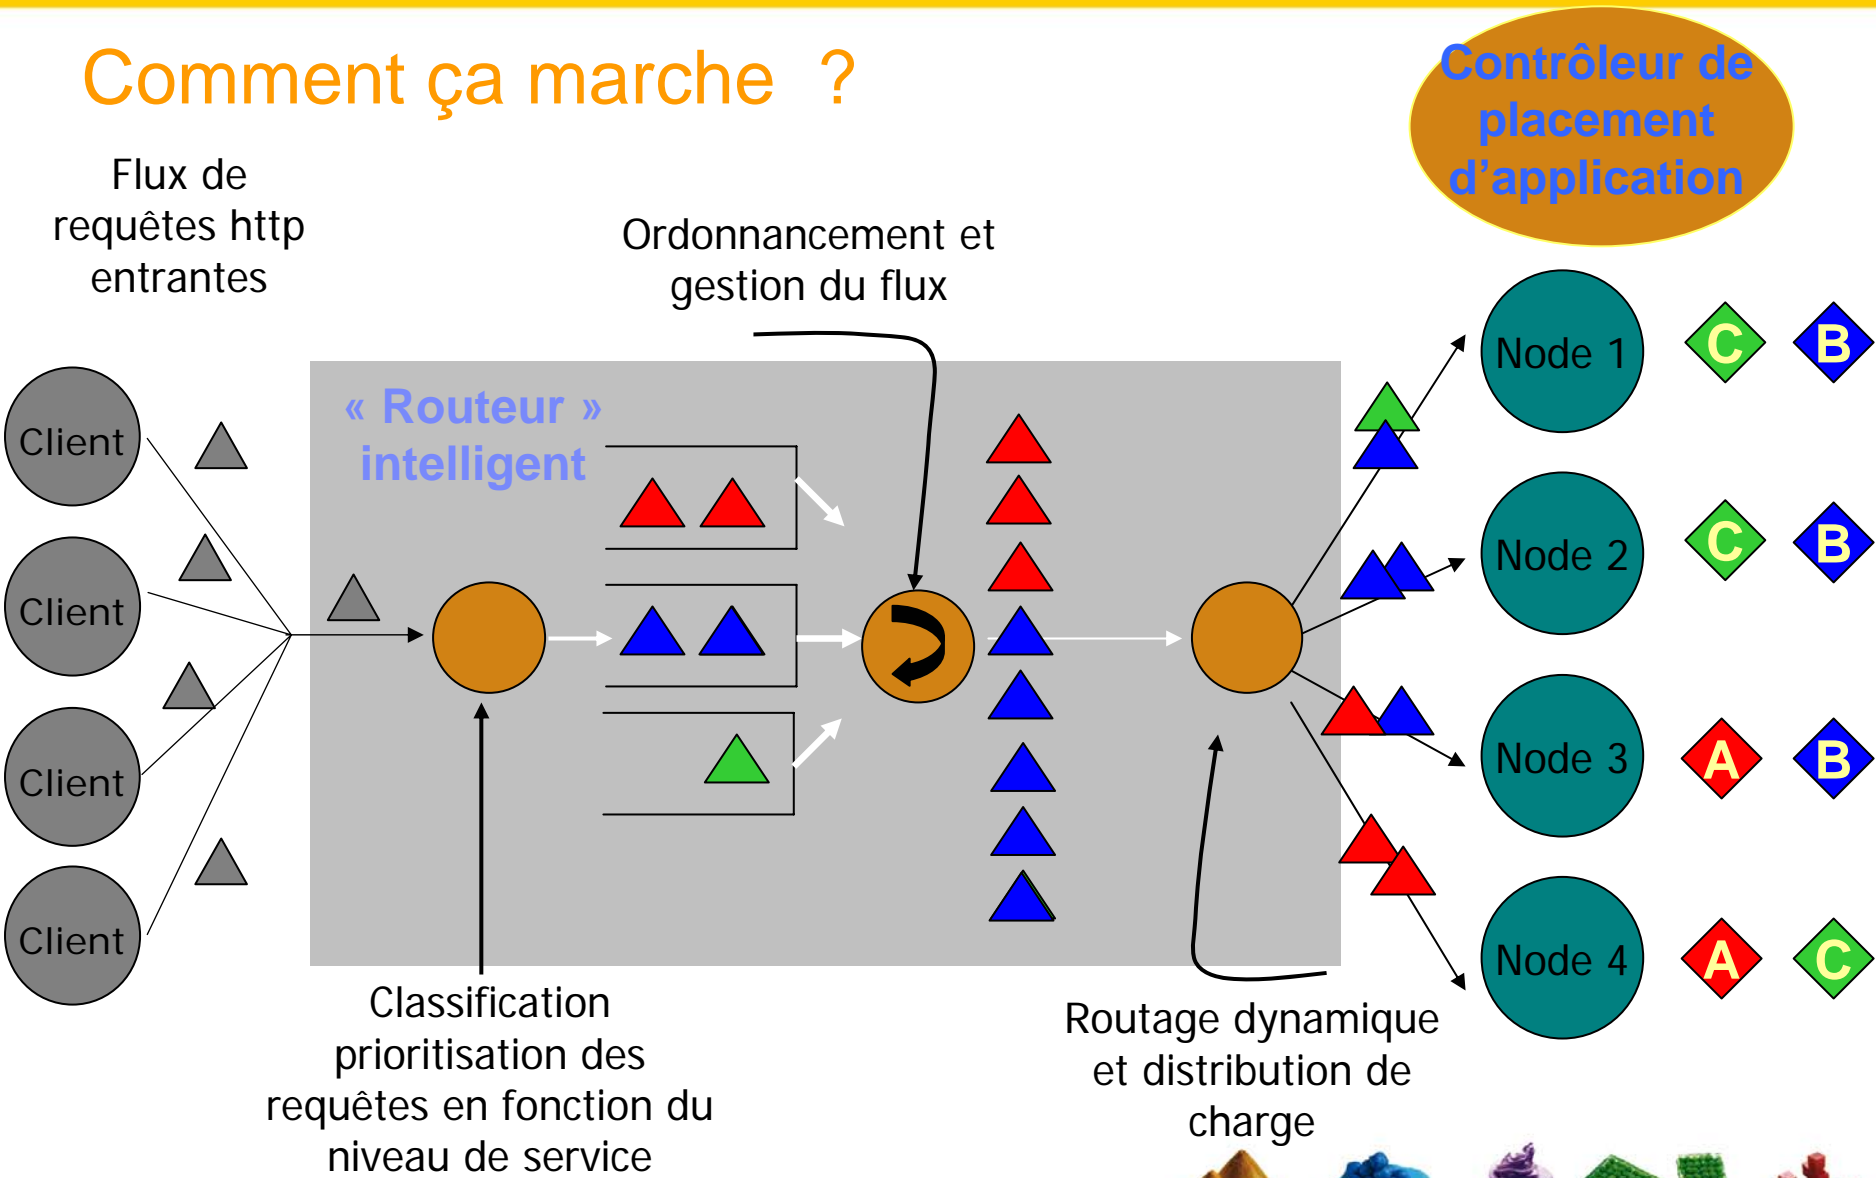 Comment ça marche ?
Contrôleur de
placement
d'application
Flux de
requêtes http
entrantes
Ordonnancement et
gestion du flux
« Routeur »
intelligent
Client
Client
Client
Client
Node 1
C
B
Node 2
C
B
Node 3
A
B
Node 4
A
C
Classification
prioritisation des
requêtes en fonction du
niveau de service
Routage dynamique
et distribution de
charge